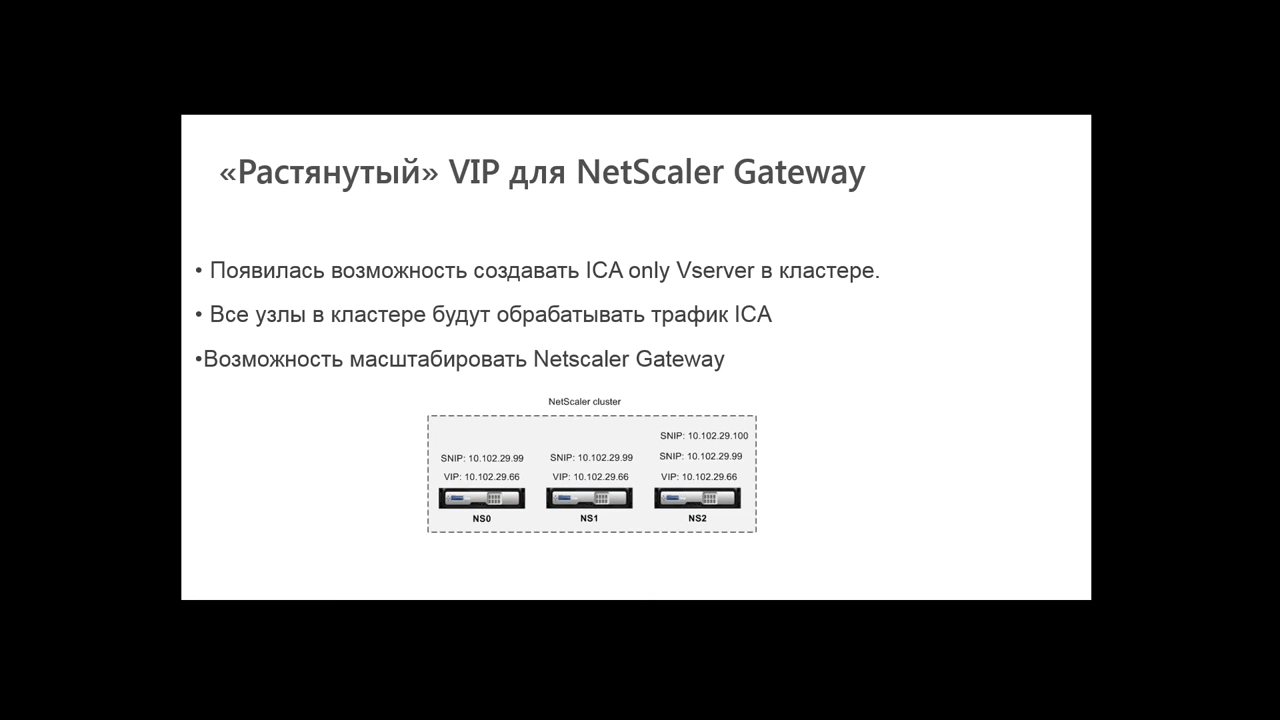 «Растянутый» VIP для NetScaler Gateway
• Появилась возможность создавать ICA only Vserver в кластере.
• Все узлы в кластере будут обрабатывать трафик ICA
•Возможность масштабировать Netscaler Gateway
NetScaler cluster
SNIP: 10.102.29.100
SNIP: 10.102.29.99 SNIP: 10.102.29.99 SNIP: 10.102.29.99
VIP: 10.102.29.66 VIP: 10.102.29.66 VIP: 10.102.29.66
NS0 NS1 NS2